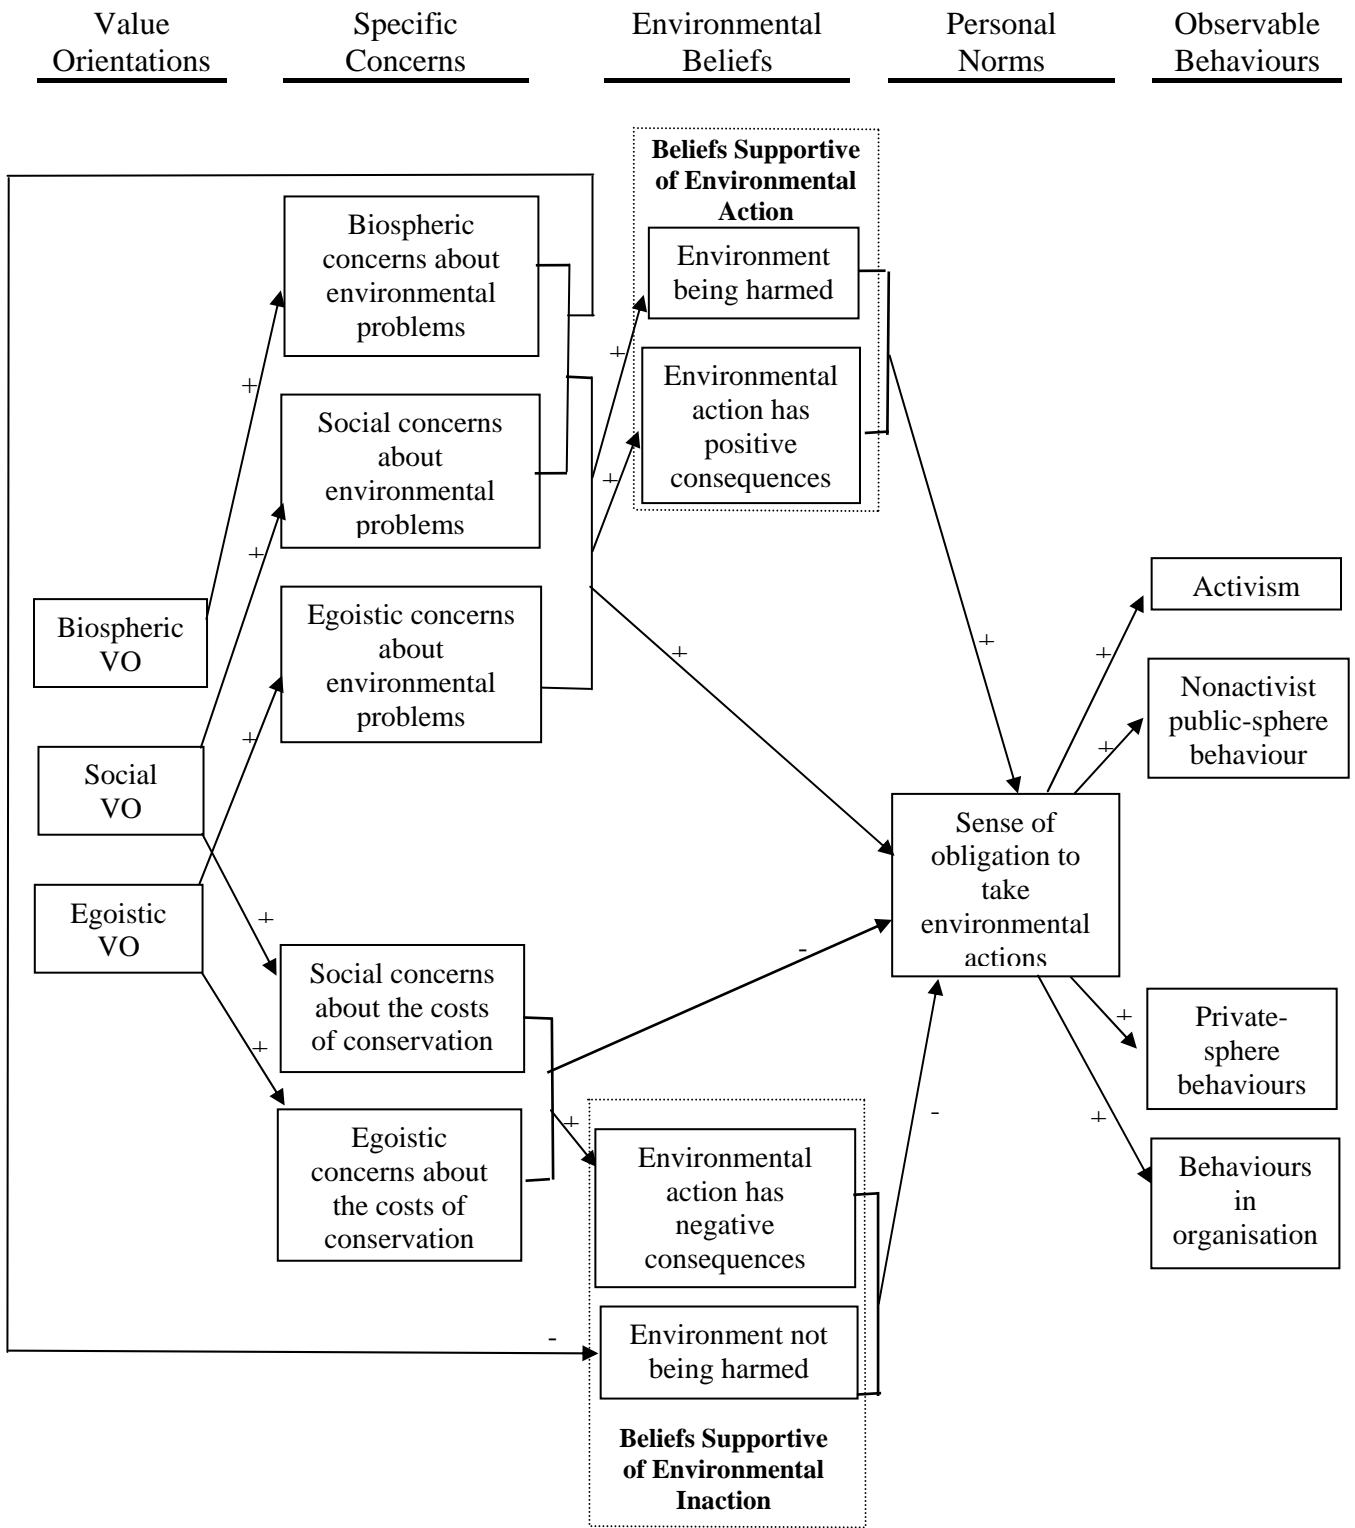 Value
Orientations
Specific
Concerns
Environmental
Beliefs
Personal
Norms
Observable
Behaviours
Beliefs Supportive
of Environmental
Action
Biospheric
concerns about
environmental
problems
Environment
being harmed
+
+
Environmental
action has
positive
consequences
Social concerns
about
environmental
problems
+
+
Activism
Biospheric
VO
Egoistic concerns
about
environmental
problems
+
+
+
Nonactivist
public-sphere
behaviour
+
+
Social
VO
Sense of
obligation to
take
environmental
actions
Egoistic
VO
+
-
Social concerns
about the costs
of conservation
+
+
Private-
sphere
behaviours
Egoistic
concerns about
the costs of
conservation
+
-
+
Environmental
action has
negative
consequences
Behaviours
in
organisation
-
Environment not
being harmed
Beliefs Supportive
of Environmental
Inaction